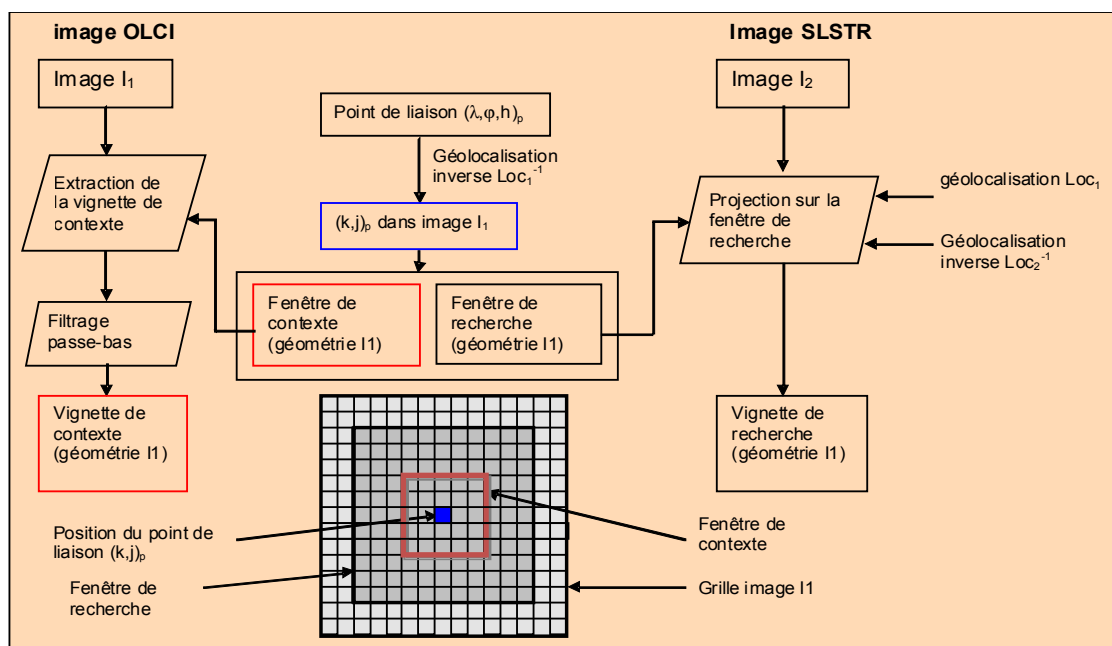 image OLCI
Image SLSTR
Image I₁
Image I₂
Point de liaison (λ,φ,h)ₚ
Géolocalisation
inverse Loc₁⁻¹
Extraction de
la vignette de
contexte
(k,j)ₚ dans image I₁
Projection sur la
fenêtre de
recherche
géolocalisation Loc₁
Géolocalisation
inverse Loc₂⁻¹
Fenêtre de
contexte
(géométrie I1)
Fenêtre de
recherche
(géométrie I1)
Filtrage
passe-bas
Vignette de
contexte
(géométrie I1)
Vignette de
recherche
(géométrie I1)
Position du point de
liaison (k,j)ₚ
Fenêtre de
recherche
Fenêtre de
contexte
Grille image I1